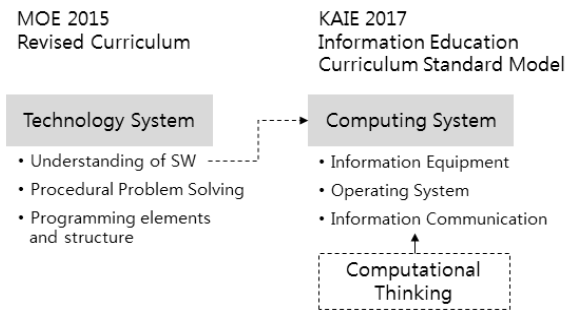 MOE 2015
Revised Curriculum
Technology System
• Understanding of SW
• Procedural Problem Solving
• Programming elements
and structure
KAIE 2017
Information Education
Curriculum Standard Model
Computing System
• Information Equipment
• Operating System
• Information Communication
Computational
Thinking